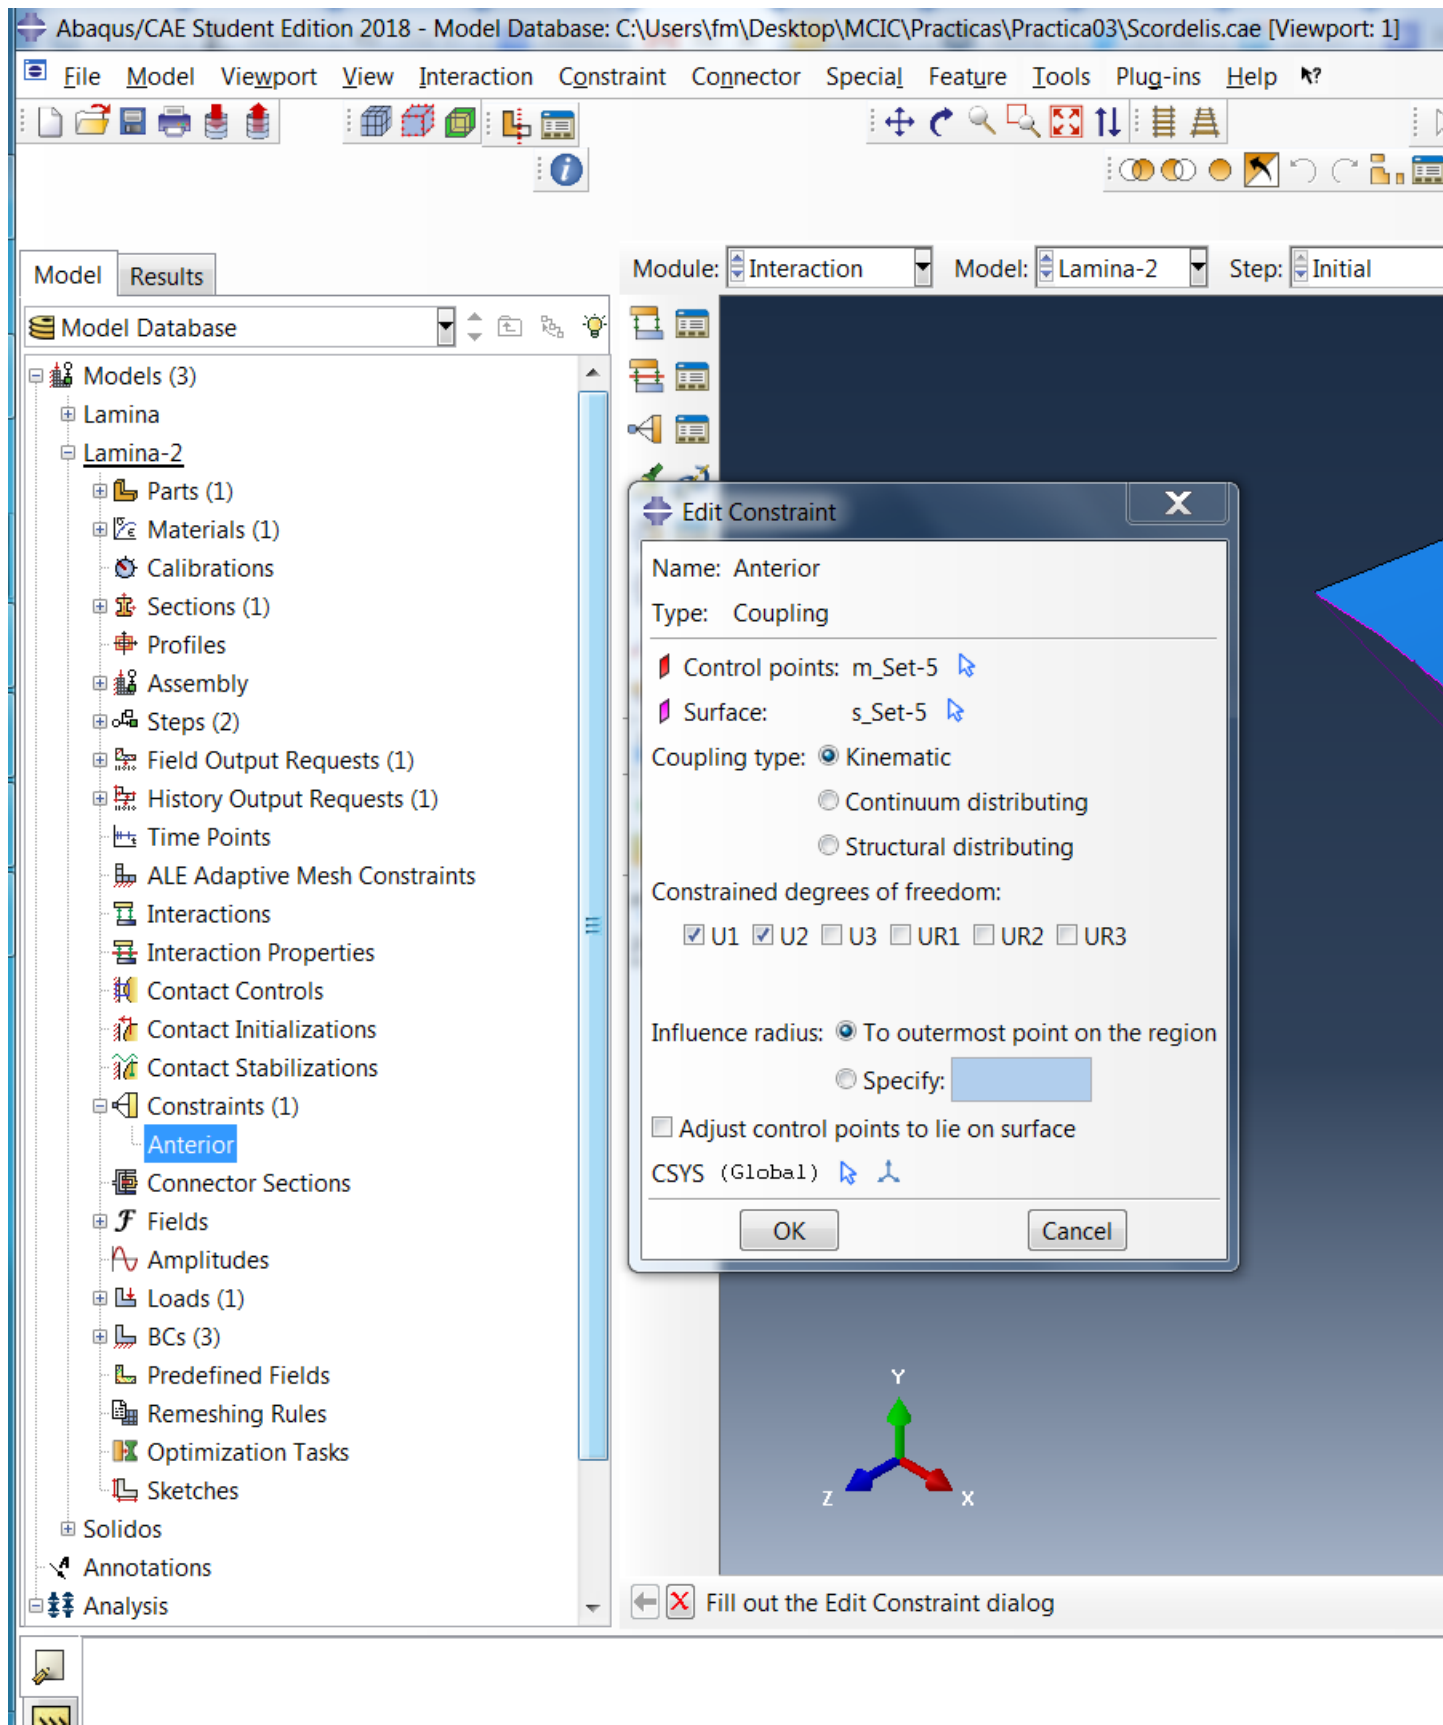 Abaqus/CAE Student Edition 2018 - Model Database: C:\Users\fm\Desktop\MCIC\Practicas\Practica03\Scordelis.cae [Viewport: 1]
File Model Viewport View Interaction Constraint Connector Special Feature Tools Plug-ins Help
Model Results
Module: Interaction Model: Lamina-2 Step: Initial
Model Database
Models (3)
Lamina
Lamina-2
Parts (1)
Materials (1)
Calibrations
Sections (1)
Profiles
Assembly
Steps (2)
Field Output Requests (1)
History Output Requests (1)
Time Points
ALE Adaptive Mesh Constraints
Interactions
Interaction Properties
Contact Controls
Contact Initializations
Contact Stabilizations
Constraints (1)
Anterior
Connector Sections
Fields
Amplitudes
Loads (1)
BCs (3)
Predefined Fields
Remeshing Rules
Optimization Tasks
Sketches
Solidos
Annotations
Analysis
Edit Constraint
Name: Anterior
Type: Coupling
Control points: m_Set-5
Surface: s_Set-5
Coupling type: Kinematic
Continuum distributing
Structural distributing
Constrained degrees of freedom:
U1 U2 U3 UR1 UR2 UR3
Influence radius: To outermost point on the region
Specify:
Adjust control points to lie on surface
CSYS (Global)
OK Cancel
Y
Z X
Fill out the Edit Constraint dialog